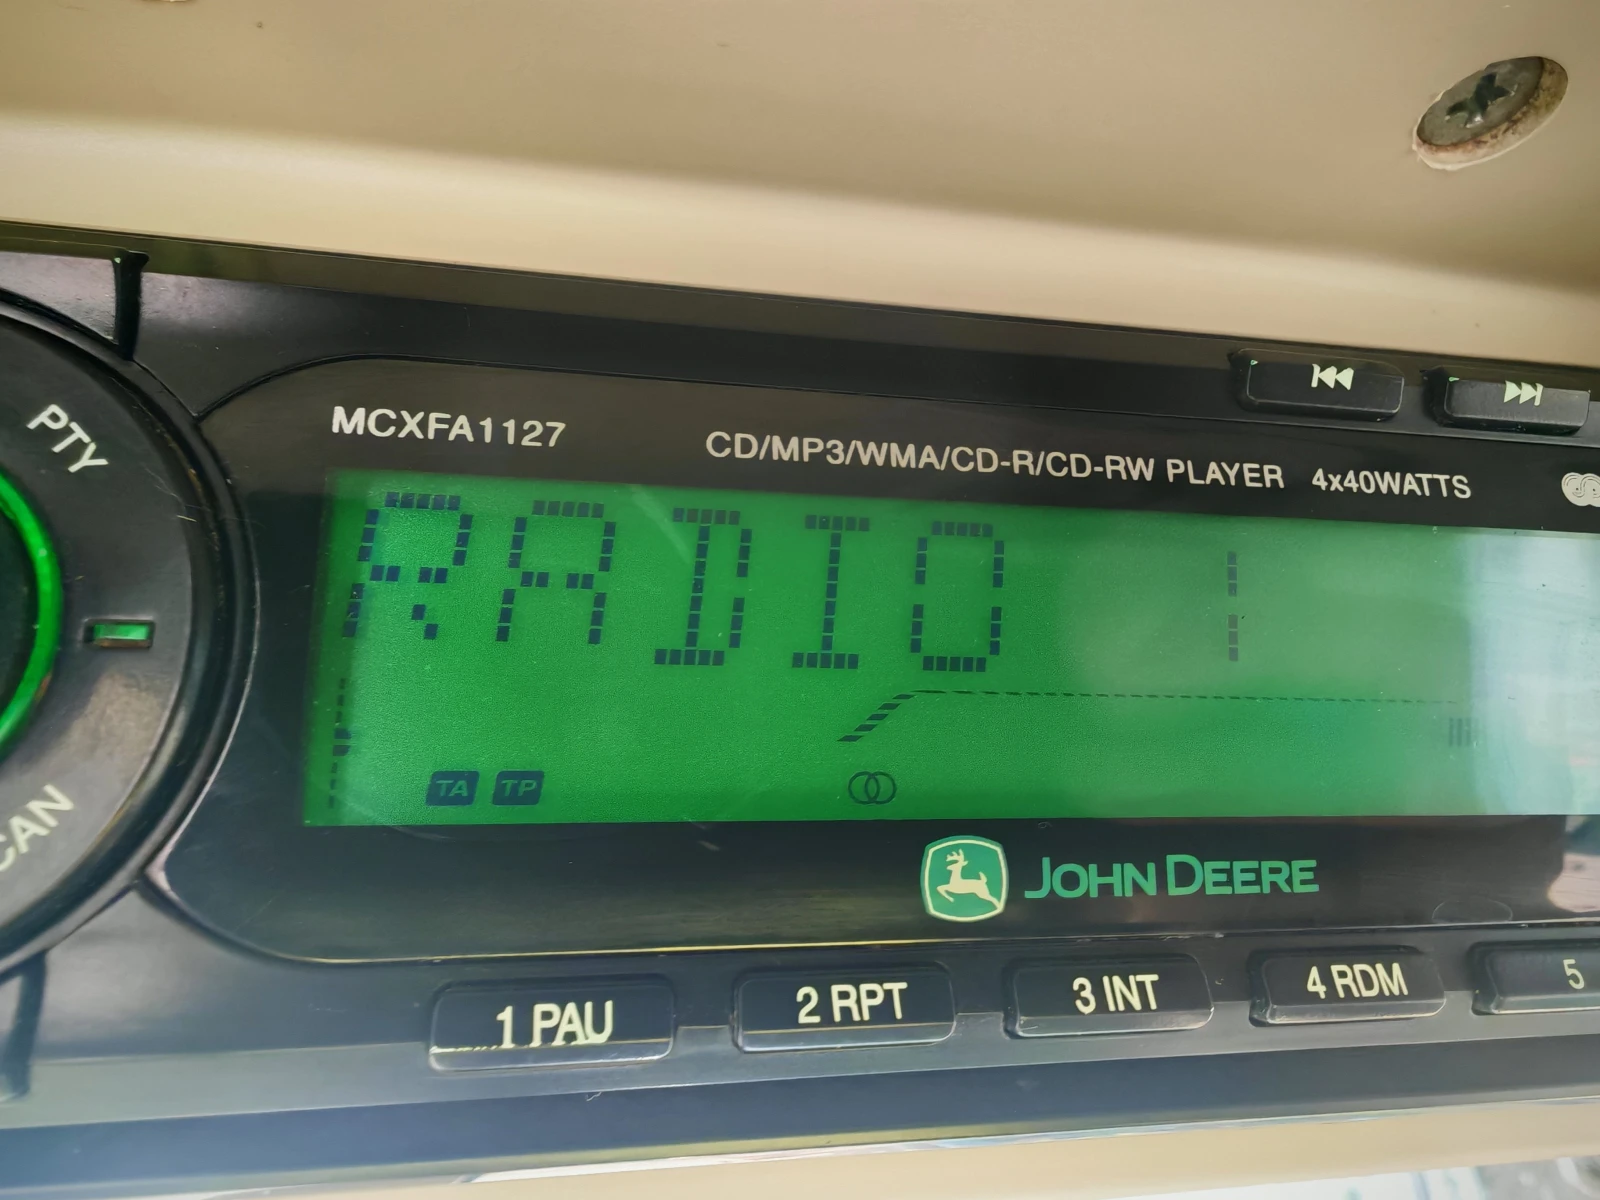 PTY
MCXFA1127
CD/MP3/WMA/CD-R/CD-RW PLAYER 4x40WATTS
RADIO 1
TA TP
JOHN DEERE
1 PAU 2 RPT 3 INT 4 RDM 5